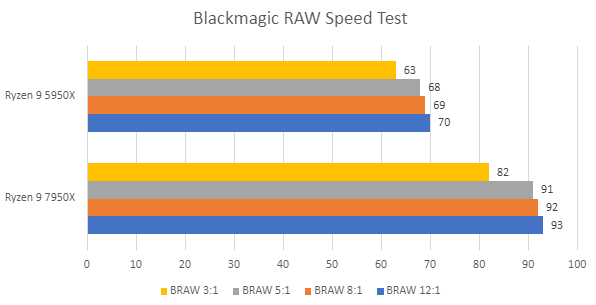 Blackmagic RAW Speed Test
Ryzen 9 5950X
63
68
69
70
Ryzen 9 7950X
82
91
92
93
0 10 20 30 40 50 60 70 80 90 100
BRAW 3:1 BRAW 5:1 BRAW 8:1 BRAW 12:1